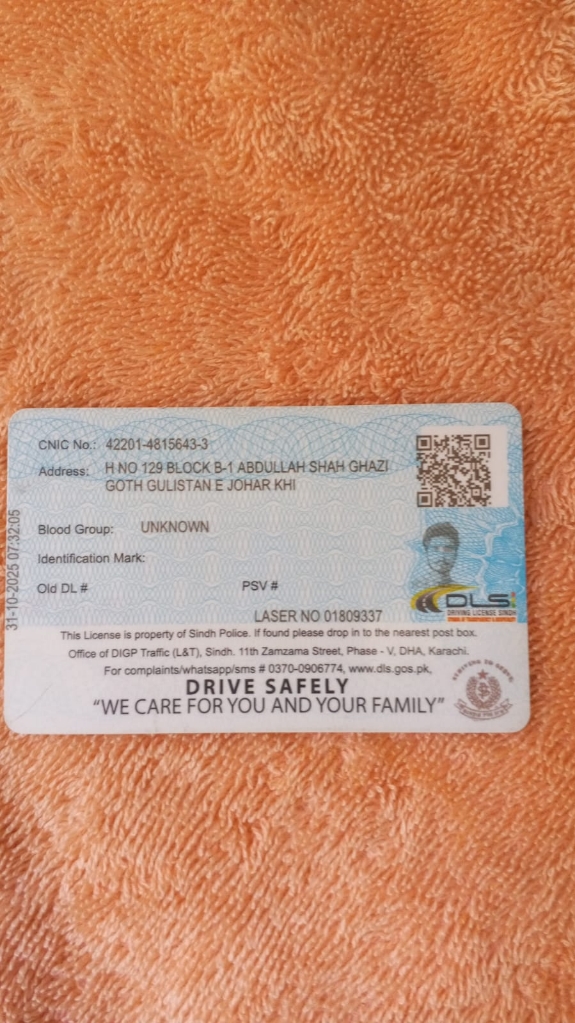 CNIC No.: 42201-4815643-3
Address: H NO 129 BLOCK B-1 ABDULLAH SHAH GHAZI
GOTH GULISTAN E JOHAR KHI
Blood Group: UNKNOWN
Identification Mark:
Old DL # PSV #
31-10-2025 07:32:05
DLS
DRIVING LICENSE SINDH
LASER NO 01809337
This License is property of Sindh Police. If found please drop in to the nearest post box.
Office of DIGP Traffic (L&T), Sindh. 11th Zamzama Street, Phase - V, DHA, Karachi.
For complaints/whatsapp/sms # 0370-0906774, www.dls.gos.pk,
DRIVE SAFELY
“WE CARE FOR YOU AND YOUR FAMILY”